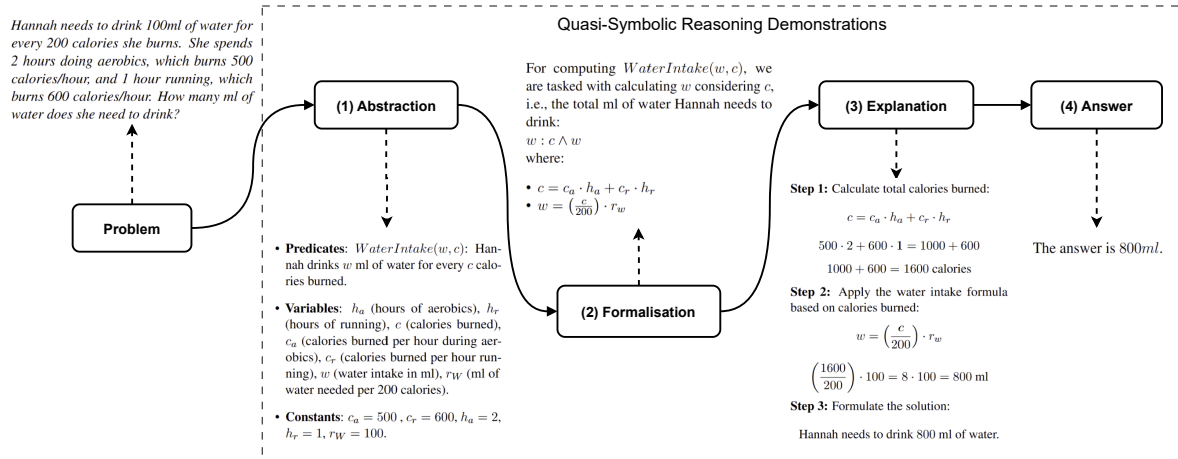 Quasi-Symbolic Reasoning Demonstrations
Hannah needs to drink 100ml of water for
every 200 calories she burns. She spends
2 hours doing aerobics, which burns 500
calories/hour, and 1 hour running, which
burns 600 calories/hour. How many ml of
water does she need to drink?
Problem
(1) Abstraction
• Predicates: WaterIntake(w, c): Han-
nah drinks w ml of water for every c calo-
ries burned.
• Variables: h_a (hours of aerobics), h_r
(hours of running), c (calories burned),
c_a (calories burned per hour during aer-
obics), c_r (calories burned per hour run-
ning), w (water intake in ml), r_W (ml of
water needed per 200 calories).
• Constants: c_a = 500 , c_r = 600, h_a = 2,
h_r = 1, r_W = 100.
For computing WaterIntake(w, c), we
are tasked with calculating w considering c,
i.e., the total ml of water Hannah needs to
drink:
w : c ∧ w
where:
• c = c_a · h_a + c_r · h_r
• w = (c/200) · r_w
(2) Formalisation
(3) Explanation
Step 1: Calculate total calories burned:
c = c_a · h_a + c_r · h_r
500 · 2 + 600 · 1 = 1000 + 600
1000 + 600 = 1600 calories
Step 2: Apply the water intake formula
based on calories burned:
w = (c/200) · r_w
(1600/200) · 100 = 8 · 100 = 800 ml
Step 3: Formulate the solution:
Hannah needs to drink 800 ml of water.
(4) Answer
The answer is 800ml.